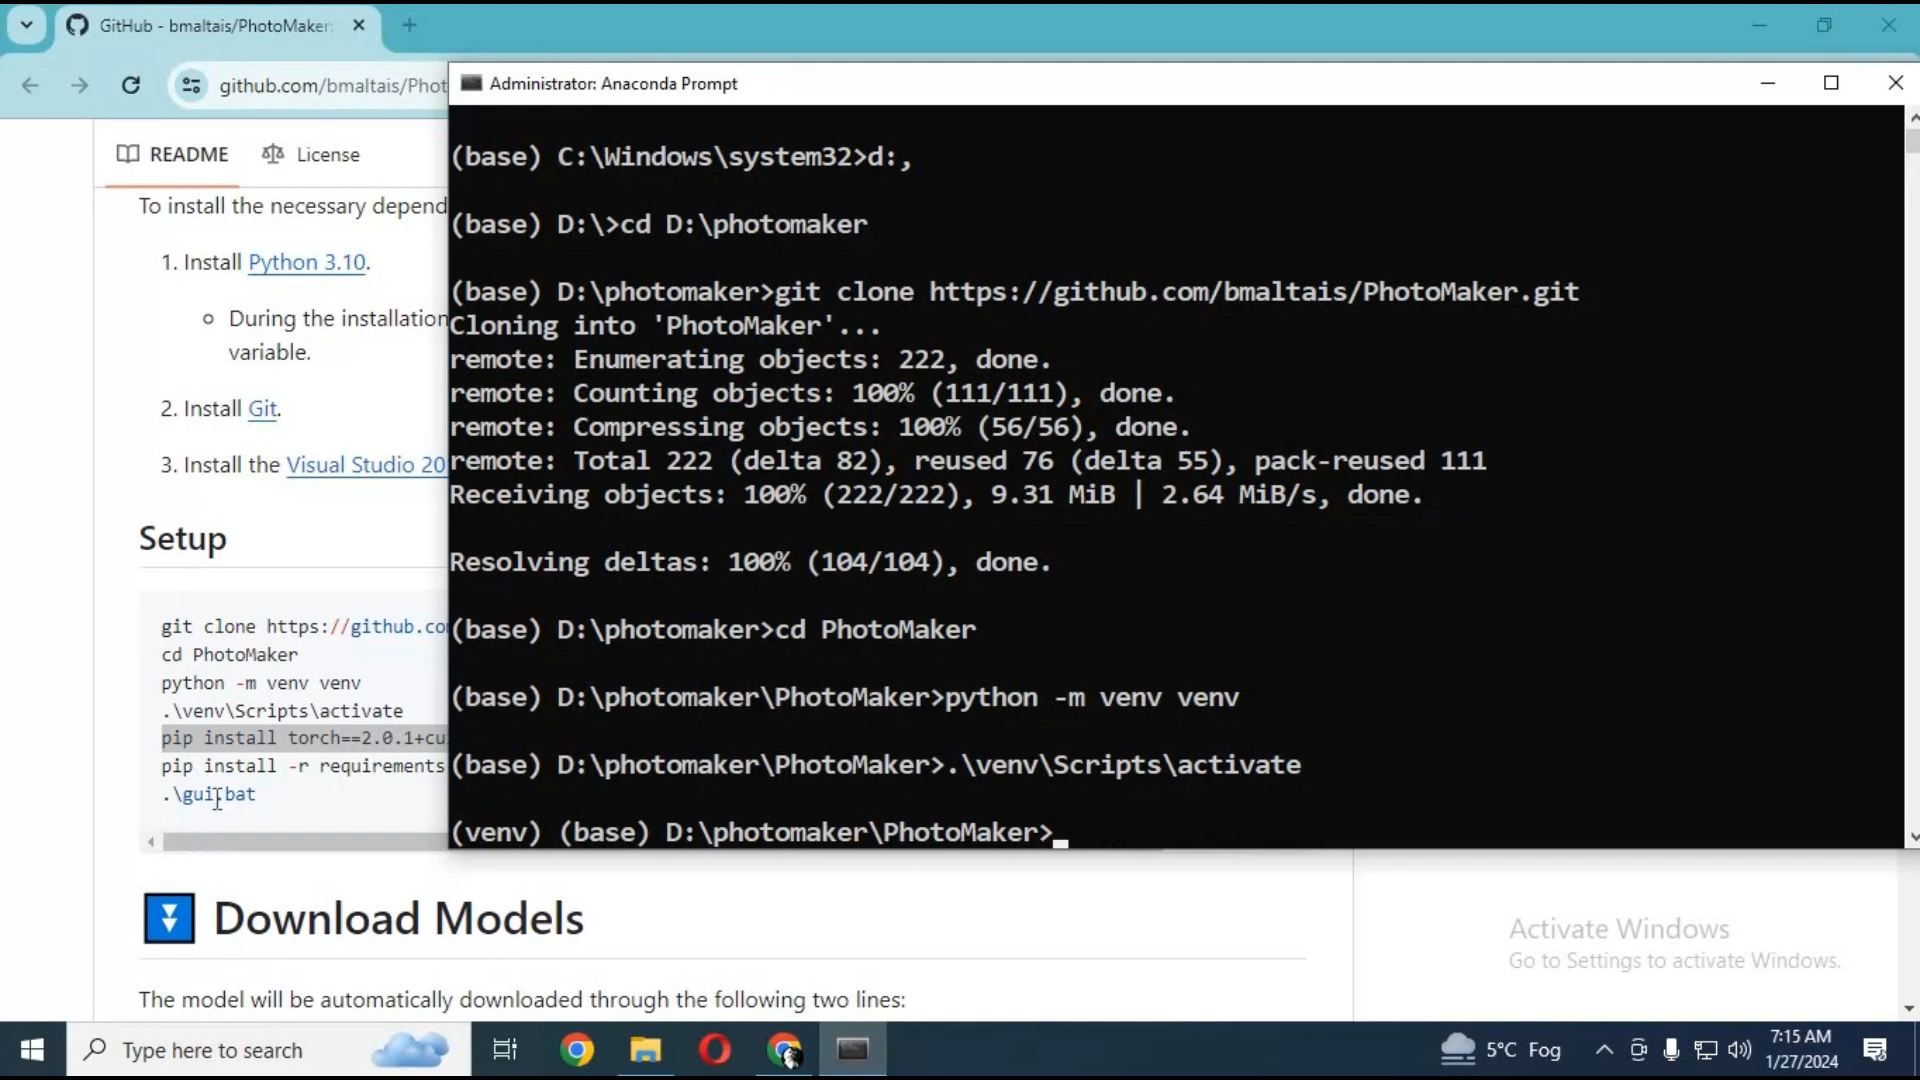 GitHub - bmaltais/PhotoMaker:
github.com/bmaltais/Phot
Administrator: Anaconda Prompt
README
License
To install the necessary depend
1. Install Python 3.10.
During the installation
variable.
2. Install Git.
3. Install the Visual Studio 20
Setup
git clone https://github.co
cd PhotoMaker
python -m venv venv
.\venv\Scripts\activate
pip install torch==2.0.1+cu
pip install -r requirements
.\gui.bat
(base) C:\Windows\system32>d:,
(base) D:\>cd D:\photomaker
(base) D:\photomaker>git clone https://github.com/bmaltais/PhotoMaker.git
Cloning into 'PhotoMaker'...
remote: Enumerating objects: 222, done.
remote: Counting objects: 100% (111/111), done.
remote: Compressing objects: 100% (56/56), done.
remote: Total 222 (delta 82), reused 76 (delta 55), pack-reused 111
Receiving objects: 100% (222/222), 9.31 MiB | 2.64 MiB/s, done.
Resolving deltas: 100% (104/104), done.
(base) D:\photomaker>cd PhotoMaker
(base) D:\photomaker\PhotoMaker>python -m venv venv
(base) D:\photomaker\PhotoMaker>.\venv\Scripts\activate
(venv) (base) D:\photomaker\PhotoMaker>
Download Models
The model will be automatically downloaded through the following two lines:
Activate Windows
Go to Settings to activate Windows.
Type here to search
5°C Fog
7:15 AM
1/27/2024